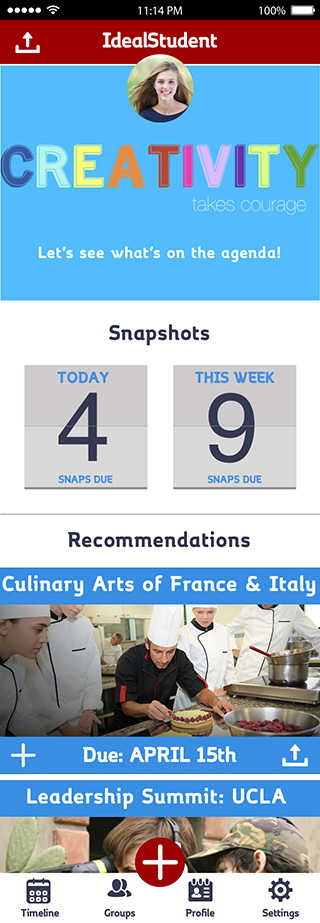 11:14 PM
100%
IdealStudent
CREATIVITY
takes courage
Let's see what's on the agenda!
Snapshots
TODAY
4
SNAPS DUE
THIS WEEK
9
SNAPS DUE
Recommendations
Culinary Arts of France & Italy
Due: APRIL 15th
Leadership Summit: UCLA
Timeline
Groups
Profile
Settings